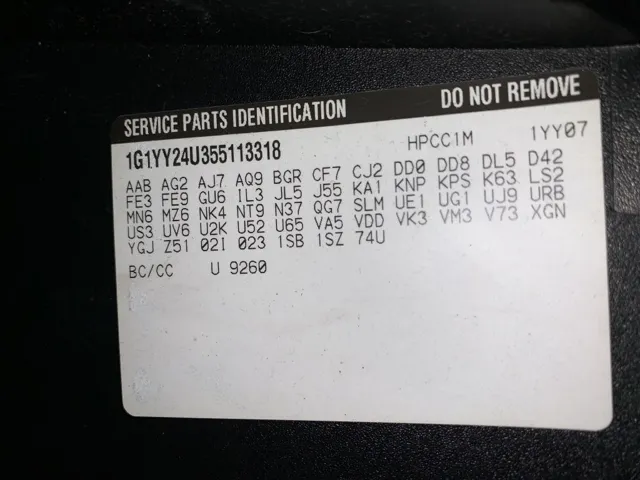 SERVICE PARTS IDENTIFICATION DO NOT REMOVE
1G1YY24U355113318 HPCC1M 1YY07
AAB AG2 AJ7 AQ9 BGR CF7 CJ2 DD0 DD8 DL5 D42
FE3 FE9 GU6 IL3 JL5 J55 KA1 KNP KPS K63 LS2
MN6 MZ6 NK4 NT9 N37 QG7 SLM UE1 UG1 UJ9 URB
US3 UV6 U2K U52 U65 VA5 VDD VK3 VM3 V73 XGN
YGJ Z51 02I 023 1SB 1SZ 74U
BC/CC U 9260